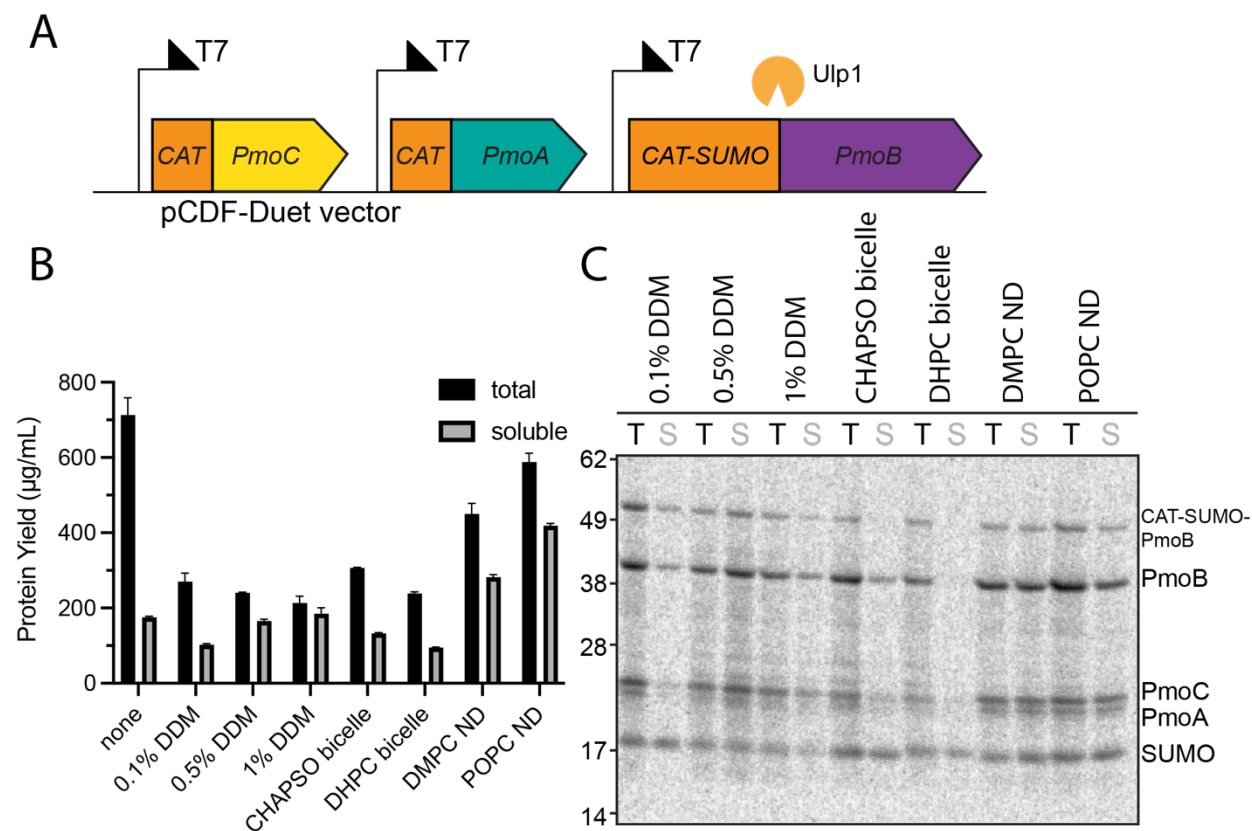 A
T7
T7
T7
Ulp1
CAT
PmoC
CAT
PmoA
CAT-SUMO
PmoB
pCDF-Duet vector
B
Protein Yield (µg/mL)
800
600
400
200
0
total
soluble
none
0.1% DDM
0.5% DDM
1% DDM
CHAPSO bicelle
DHPC bicelle
DMPC ND
POPC ND
C
0.1% DDM
0.5% DDM
1% DDM
CHAPSO bicelle
DHPC bicelle
DMPC ND
POPC ND
T S T S T S T S T S T S T S
62
49
38
28
17
14
CAT-SUMO-
PmoB
PmoB
PmoC
PmoA
SUMO